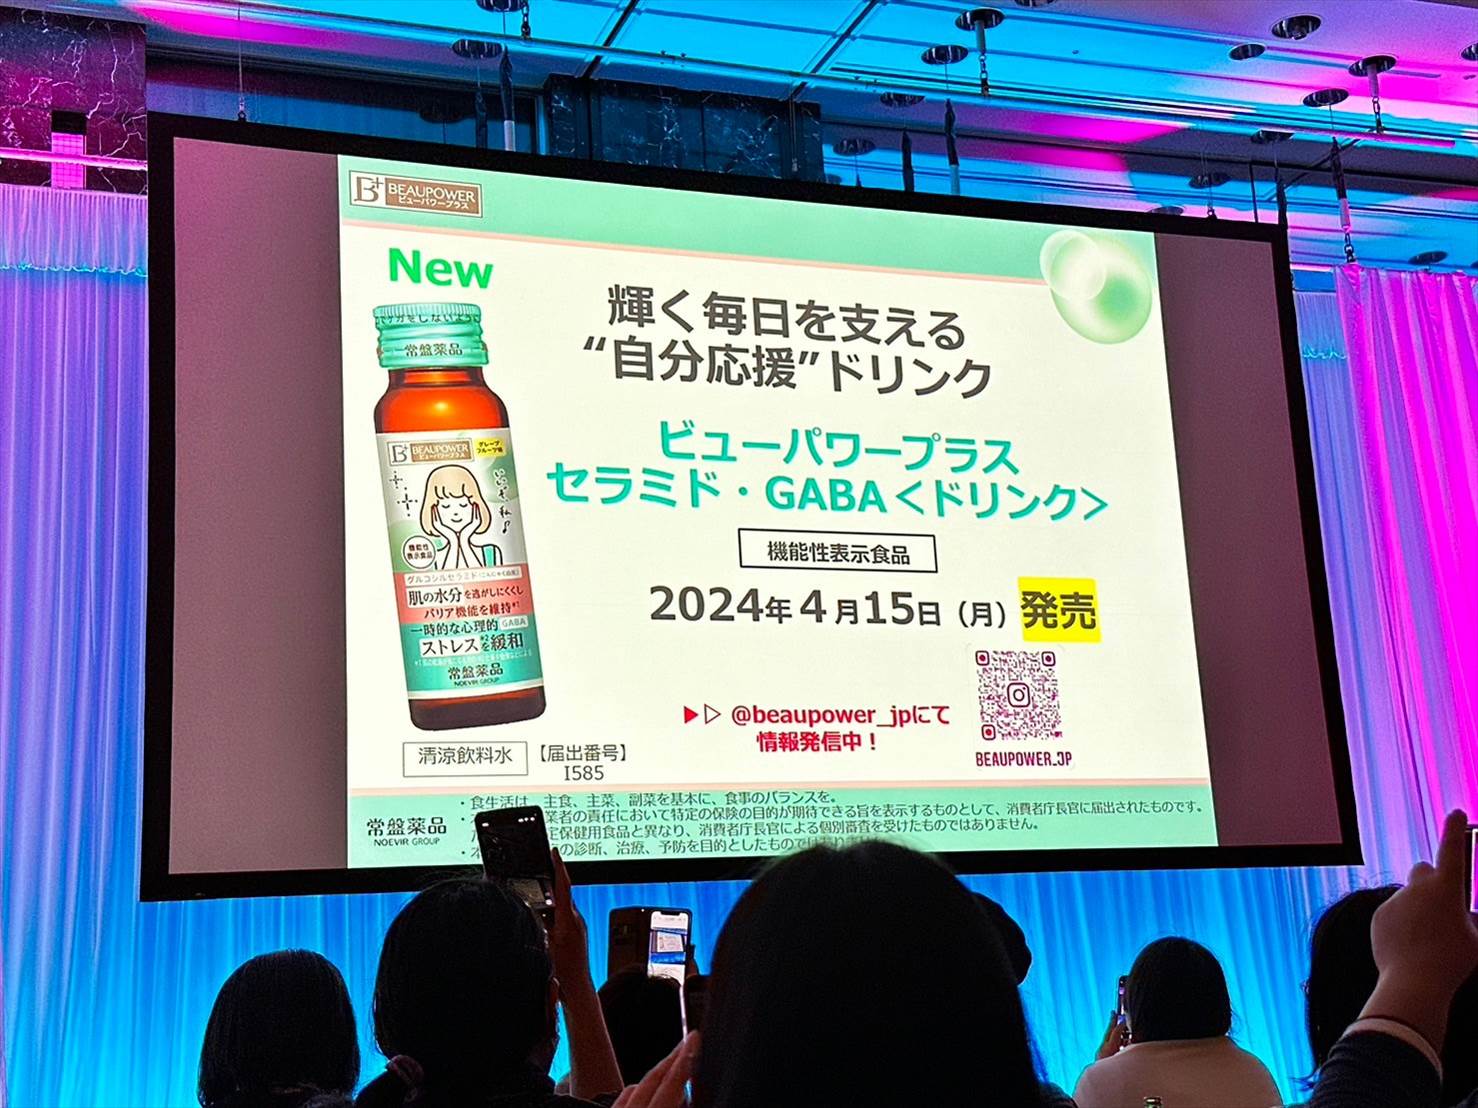 B+ BEAUPOWER
ビューパワープラス
New
輝く毎日を支える
“自分応援”ドリンク
ビューパワープラス
セラミド・GABA＜ドリンク＞
機能性表示食品
2024年４月15日（月）発売
▶▷ @beaupower_jpにて
情報発信中！
BEAUPOWER_JP
常盤薬品
B+ BEAUPOWER
ビューパワープラス
グレープ
フルーツ味
いいぞ、私♪
機能性
表示食品
グルコシルセラミド
肌の水分を逃がしにくくし
バリア機能を維持
一時的な心理的 GABA
ストレスを緩和
常盤薬品
NOEVIR GROUP
清涼飲料水
【届出番号】
I585
・食生活は、主食、主菜、副菜を基本に、食事のバランスを。
業者の責任において特定の保険の目的が期待できる旨を表示するものとして、消費者庁長官に届出されたものです。
定保健用食品と異なり、消費者庁長官による個別審査を受けたものではありません。
の診断、治療、予防を目的としたもので
常盤薬品
NOEVIR GROUP